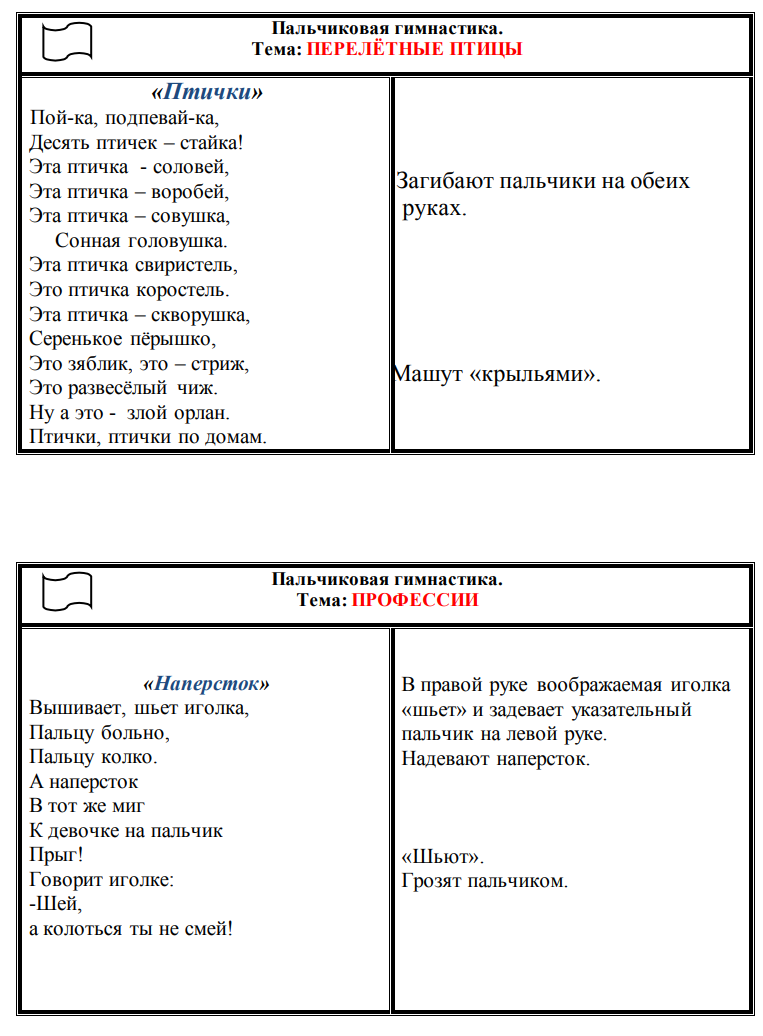 Пальчиковая гимнастика.
Тема: ПЕРЕЛЁТНЫЕ ПТИЦЫ
«Птички»
Пой-ка, подпевай-ка,
Десять птичек – стайка!
Эта птичка - соловей,
Эта птичка – воробей,
Эта птичка – совушка,
Сонная головушка.
Эта птичка свиристель,
Это птичка коростель.
Эта птичка – скворушка,
Серенькое пёрышко,
Это зяблик, это – стриж,
Это развесёлый чиж.
Ну а это - злой орлан.
Птички, птички по домам.
Загибают пальчики на обеих
руках.
Машут «крыльями».
Пальчиковая гимнастика.
Тема: ПРОФЕССИИ
«Наперсток»
Вышивает, шьет иголка,
Пальцу больно,
Пальцу колко.
А наперсток
В тот же миг
К девочке на пальчик
Прыг!
Говорит иголке:
-Шей,
а колоться ты не смей!
В правой руке воображаемая иголка
«шьет» и задевает указательный
пальчик на левой руке.
Надевают наперсток.
«Шьют».
Грозят пальчиком.